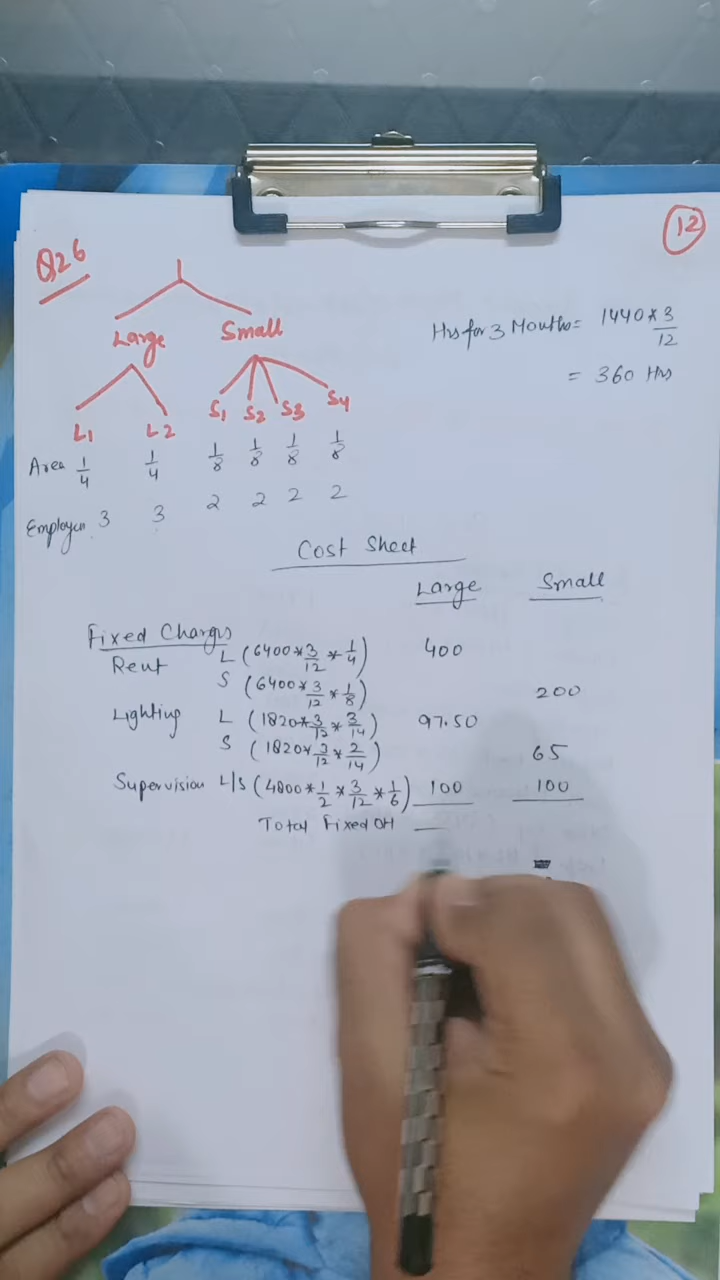 Q26
12
Large Small
Hrs for 3 Months = 1440 * 3/12
= 360 Hrs
L1 L2 S1 S2 S3 S4
Area 1/4 1/4 1/8 1/8 1/8 1/8
Employees 3 3 2 2 2 2
Cost Sheet
Large Small
Fixed Charges
Rent L (6400 * 3/12 * 1/4) 400
S (6400 * 3/12 * 1/8) 200
Lighting L (1820 * 3/12 * 3/14) 97.50
S (1820 * 3/12 * 2/14) 65
Supervision L/S (4800 * 1/2 * 3/12 * 1/6) 100 100
Total Fixed OH